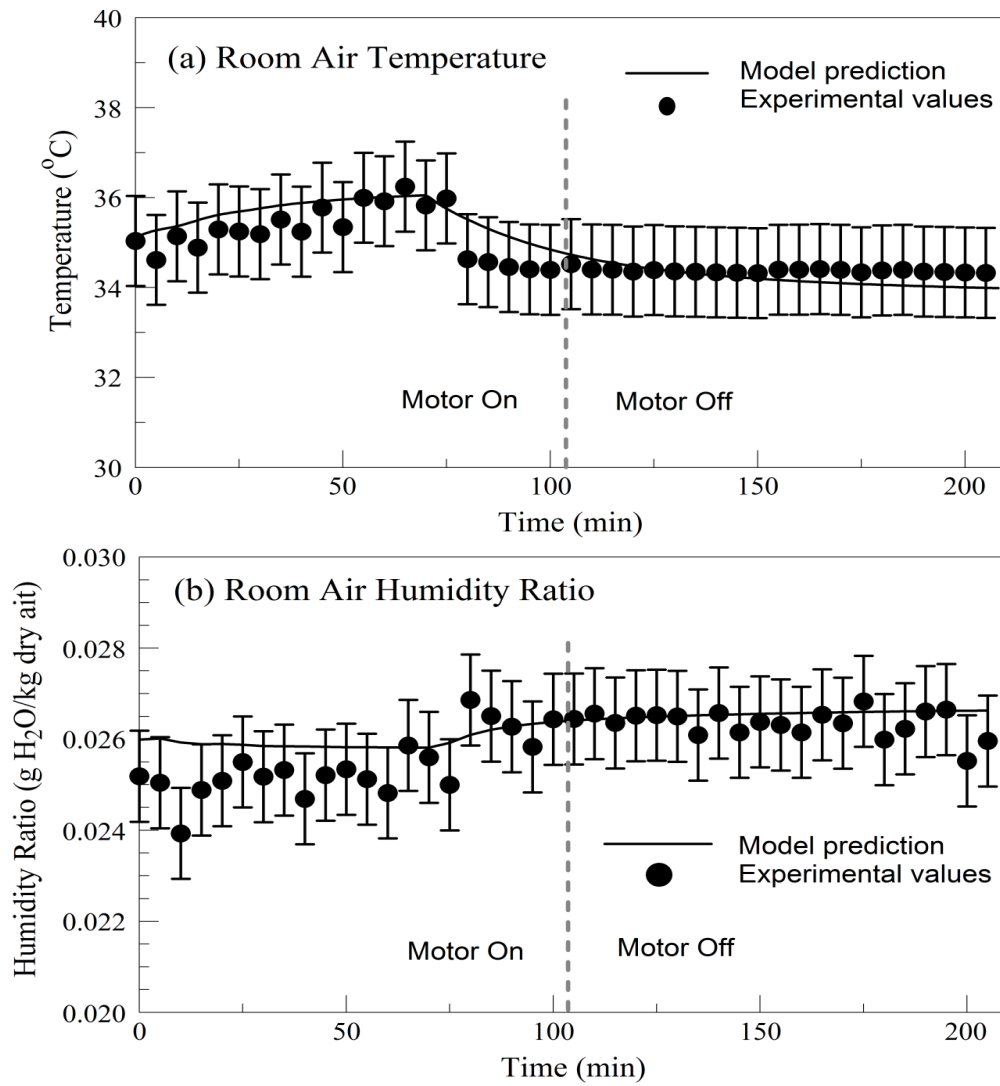 40
(a) Room Air Temperature
Model prediction
Experimental values
38
36
34
32
30
Temperature (°C)
Motor On
Motor Off
0
50
100
150
200
Time (min)
0.030
(b) Room Air Humidity Ratio
0.028
0.026
0.024
0.022
0.020
Humidity Ratio (g H₂O/kg dry ait)
Model prediction
Experimental values
Motor On
Motor Off
0
50
100
150
200
Time (min)